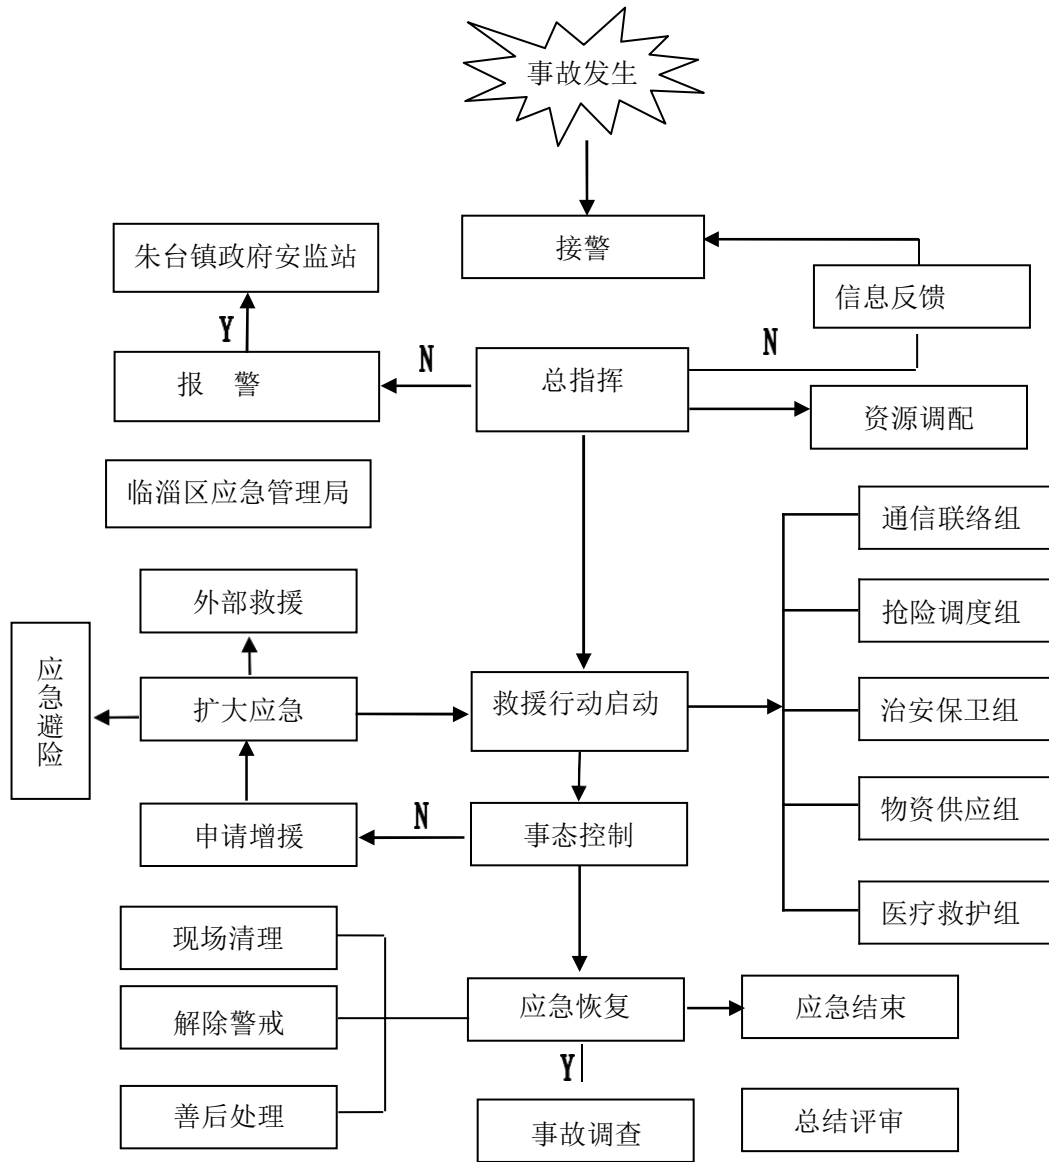 事故发生
接警
朱台镇政府安监站
信息反馈
Y
N
N
报 警
总指挥
资源调配
临淄区应急管理局
通信联络组
外部救援
抢险调度组
应急避险
扩大应急
救援行动启动
治安保卫组
申请增援
N
事态控制
物资供应组
医疗救护组
现场清理
解除警戒
应急恢复
应急结束
Y
善后处理
事故调查
总结评审